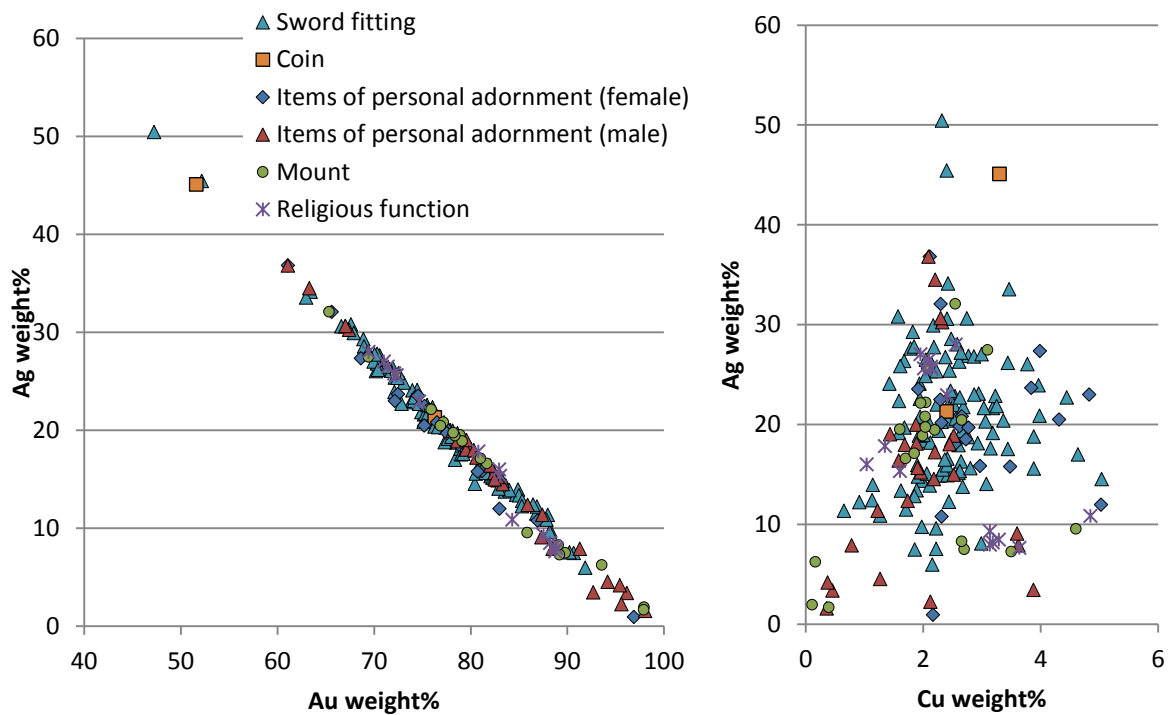 Sword fitting
Coin
Items of personal adornment (female)
Items of personal adornment (male)
Mount
Religious function
60
50
40
30
20
10
0
Ag weight%
40 50 60 70 80 90 100
Au weight%
60
50
40
30
20
10
0
Ag weight%
0 2 4 6
Cu weight%